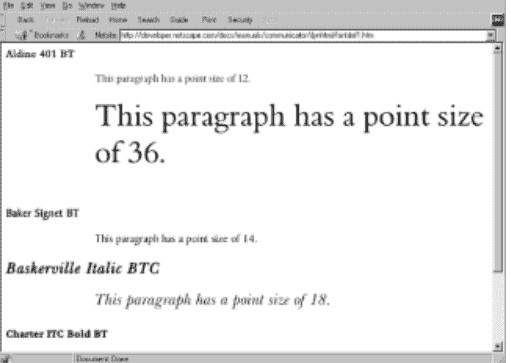 File Edit View Go Window Help
Back Reload Home Search Guide Print Security
Bookmarks Netsite: http://developer.netscape.com/docs/manuals/communicator/dynhtml/fontdef1.htm
Aldine 401 BT
This paragraph has a point size of 12.
This paragraph has a point size
of 36.
Baker Signet BT
This paragraph has a point size of 14.
Baskerville Italic BTC
This paragraph has a point size of 18.
Charter ITC Bold BT
Document: Done